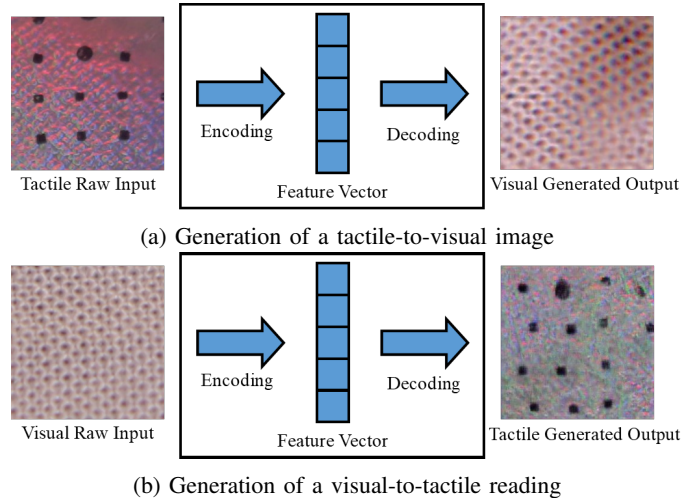 Encoding
Decoding
Tactile Raw Input
Feature Vector
Visual Generated Output
(a) Generation of a tactile-to-visual image
Encoding
Decoding
Visual Raw Input
Feature Vector
Tactile Generated Output
(b) Generation of a visual-to-tactile reading